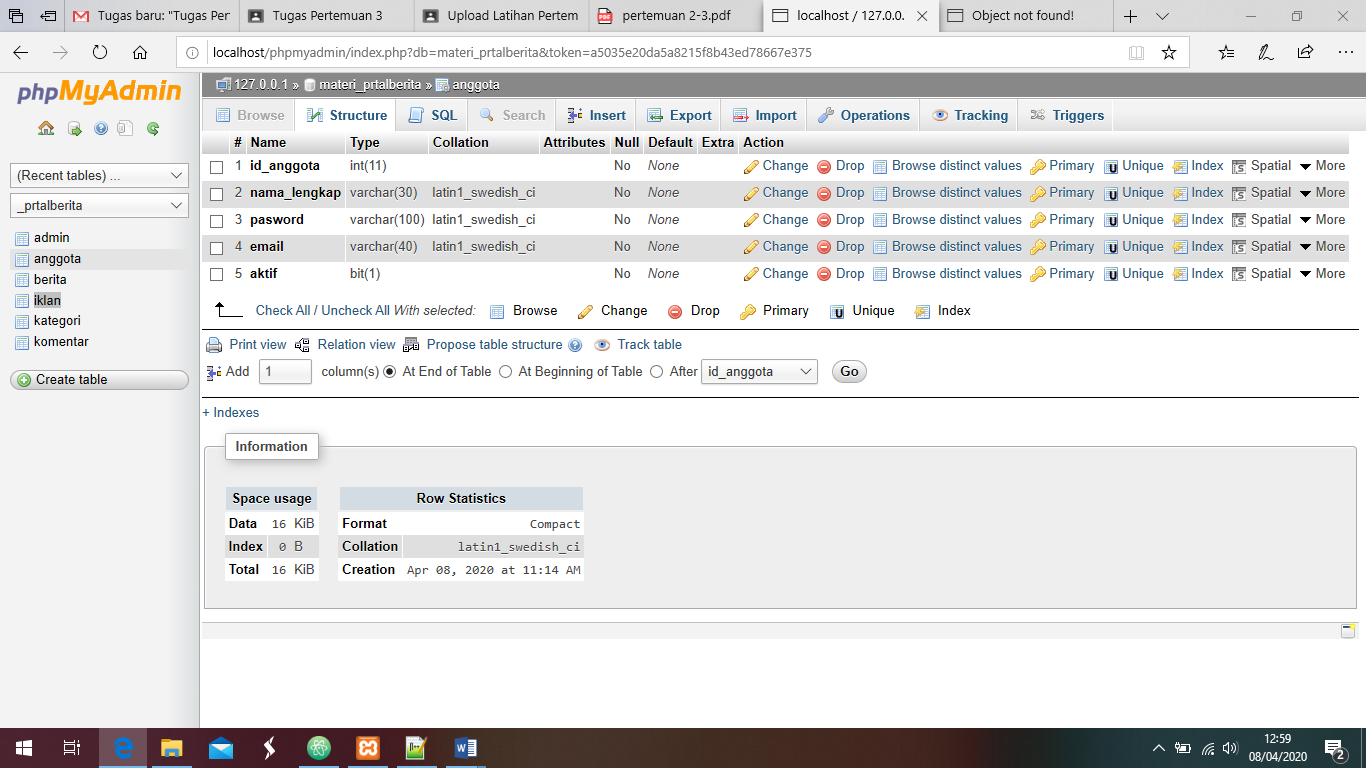 Tugas baru: "Tugas Per
Tugas Pertemuan 3
Upload Latihan Pertem
pertemuan 2-3.pdf
localhost / 127.0.0.
Object not found!
localhost/phpmyadmin/index.php?db=materi_prtalberita&token=a5035e20da5a8215f8b43ed78667e375
phpMyAdmin
(Recent tables) ...
_prtalberita
admin
anggota
berita
iklan
kategori
komentar
Create table
127.0.0.1 » materi_prtalberita » anggota
Browse Structure SQL Search Insert Export Import Operations Tracking Triggers
# Name Type Collation Attributes Null Default Extra Action
1 id_anggota int(11) No None Change Drop Browse distinct values Primary Unique Index Spatial More
2 nama_lengkap varchar(30) latin1_swedish_ci No None Change Drop Browse distinct values Primary Unique Index Spatial More
3 pasword varchar(100) latin1_swedish_ci No None Change Drop Browse distinct values Primary Unique Index Spatial More
4 email varchar(40) latin1_swedish_ci No None Change Drop Browse distinct values Primary Unique Index Spatial More
5 aktif bit(1) No None Change Drop Browse distinct values Primary Unique Index Spatial More
Check All / Uncheck All With selected: Browse Change Drop Primary Unique Index
Print view Relation view Propose table structure Track table
Add 1 column(s) At End of Table At Beginning of Table After id_anggota Go
+ Indexes
Information
Space usage
Data 16 KiB
Index 0 B
Total 16 KiB
Row Statistics
Format Compact
Collation latin1_swedish_ci
Creation Apr 08, 2020 at 11:14 AM
12:59
08/04/2020
2